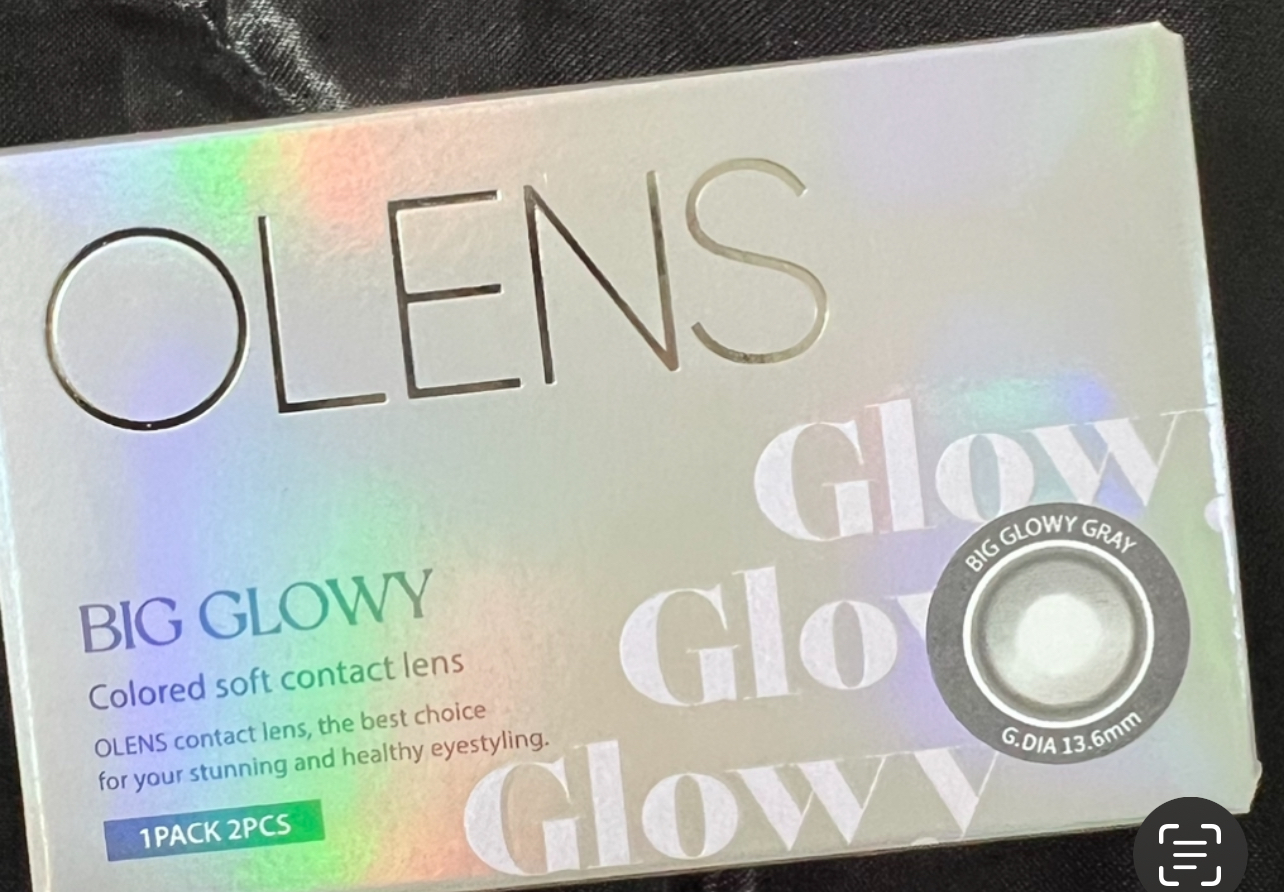 OLENS
Glow.
Glo
Glowy
BIG GLOWY
Colored soft contact lens
OLENS contact lens, the best choice
for your stunning and healthy eyestyling.
1PACK 2PCS
BIG GLOWY GRAY
G.DIA 13.6mm